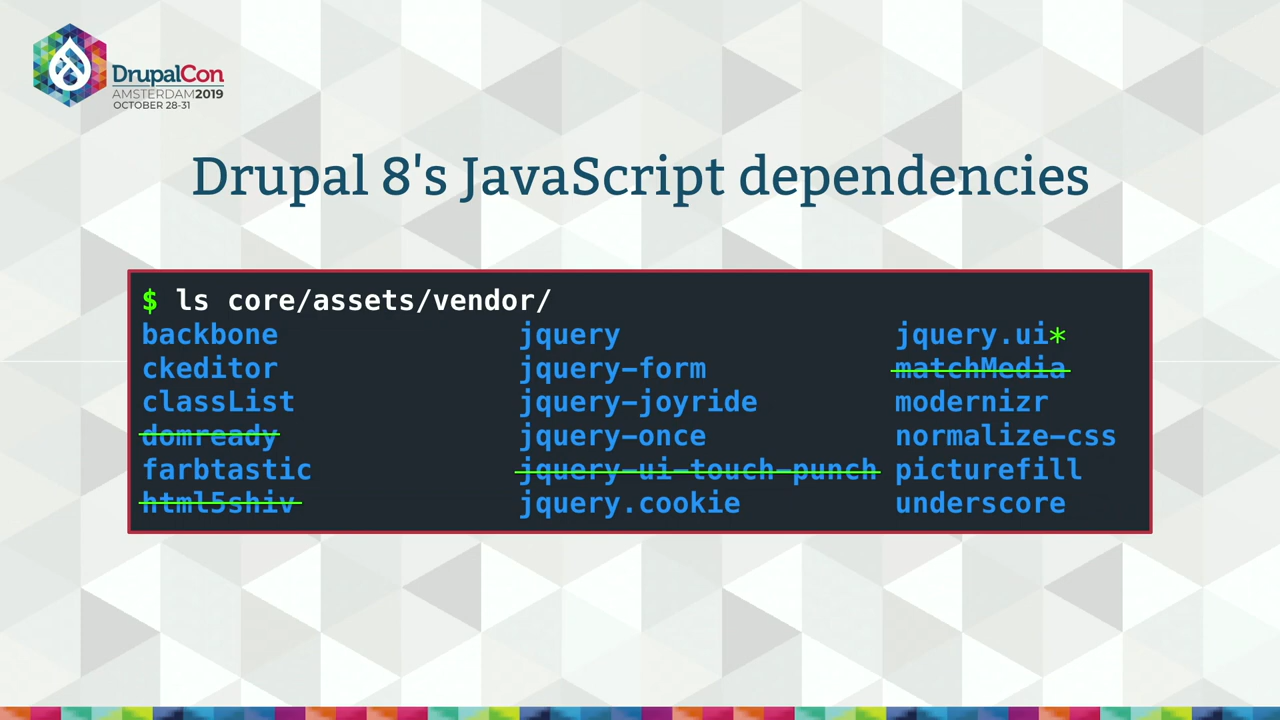 DrupalCon
AMSTERDAM2019
OCTOBER 28-31
Drupal 8's JavaScript dependencies
$ ls core/assets/vendor/
backbone jquery jquery.ui*
ckeditor jquery-form matchMedia
classList jquery-joyride modernizr
domready jquery-once normalize-css
farbtastic jquery-ui-touch-punch picturefill
html5shiv jquery.cookie underscore